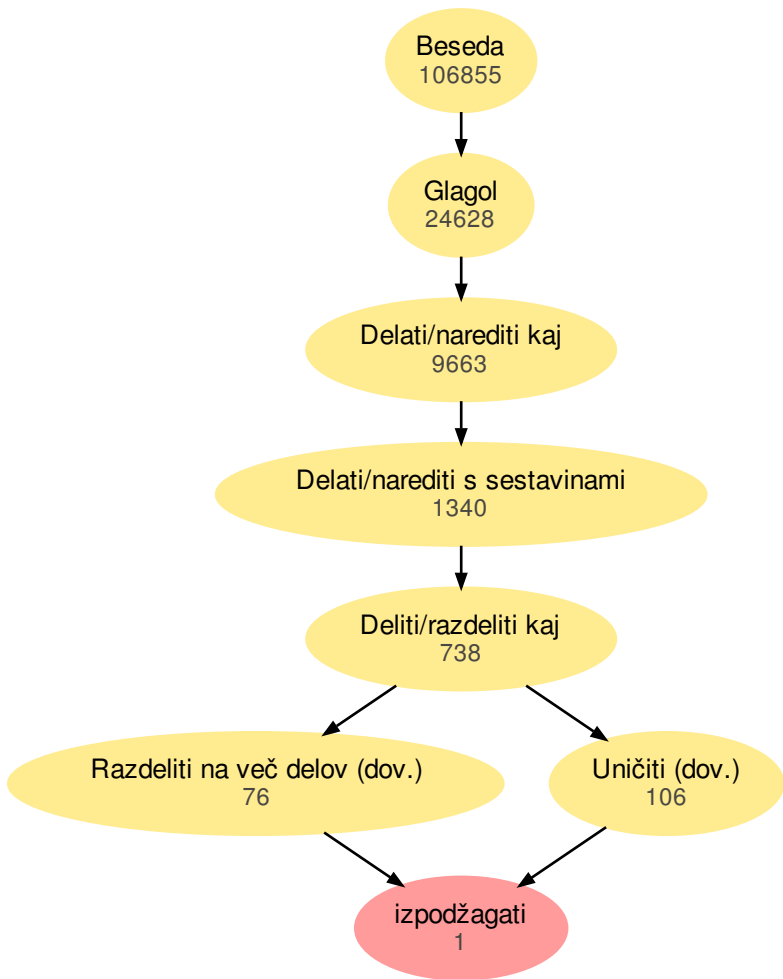 Beseda
106855
Glagol
24628
Delati/narediti kaj
9663
Delati/narediti s sestavinami
1340
Deliti/razdeliti kaj
738
Razdeliti na več delov (dov.)
76
Uničiti (dov.)
106
izpodžagati
1